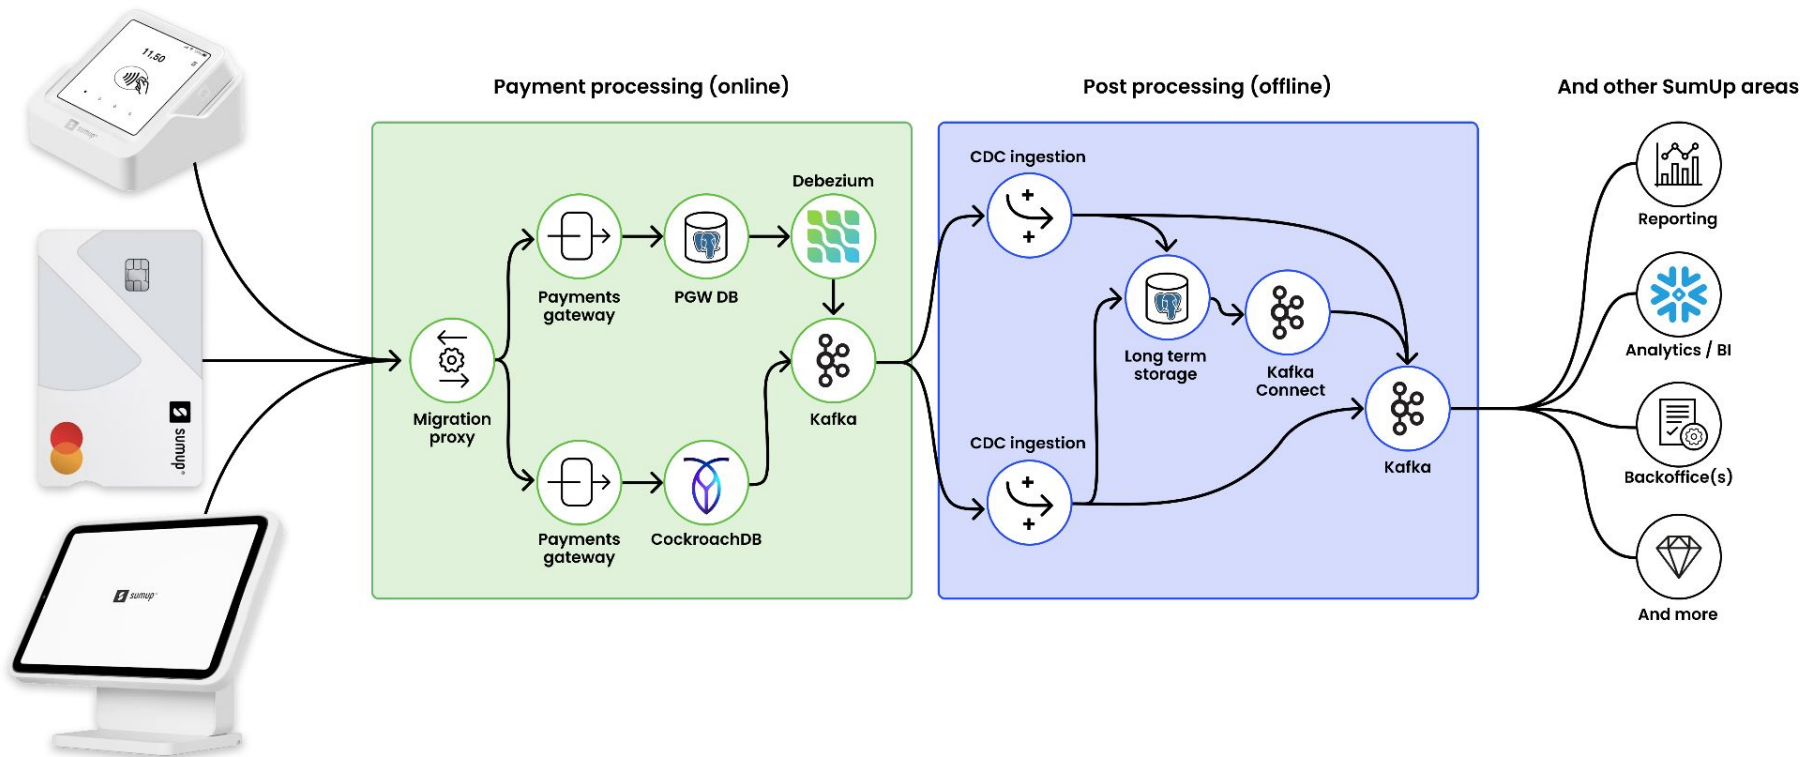 11,50
sumup
Payment processing (online)
Post processing (offline)
And other SumUp areas
Debezium
Payments
gateway
PGW DB
Migration
proxy
Kafka
Payments
gateway
CockroachDB
CDC ingestion
Long term
storage
Kafka
Connect
CDC ingestion
Kafka
Reporting
Analytics / BI
Backoffice(s)
And more
sumup
sumup